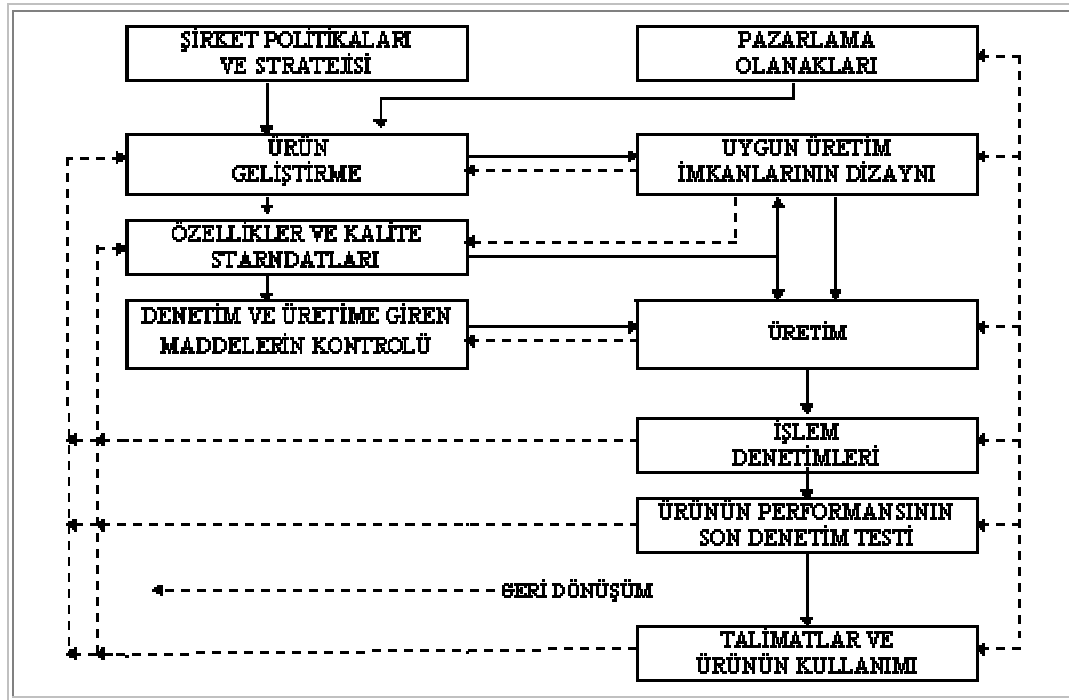 ŞİRKET POLİTİKALARI
VE STRATEJİSİ
PAZARLAMA
OLANAKLARI
ÜRÜN
GELİŞTİRME
UYGUN ÜRETİM
İMKANLARININ DİZAYNI
ÖZELLİKLER VE KALİTE
STARNDATLARI
DENETİM VE ÜRETİME GİREN
MADDELERİN KONTROLÜ
ÜRETİM
İŞLEM
DENETİMLERİ
ÜRÜNÜN PERFORMANSININ
SON DENETİM TESTİ
GERİ DÖNÜŞÜM
TALİMATLAR VE
ÜRÜNÜN KULLANIMI